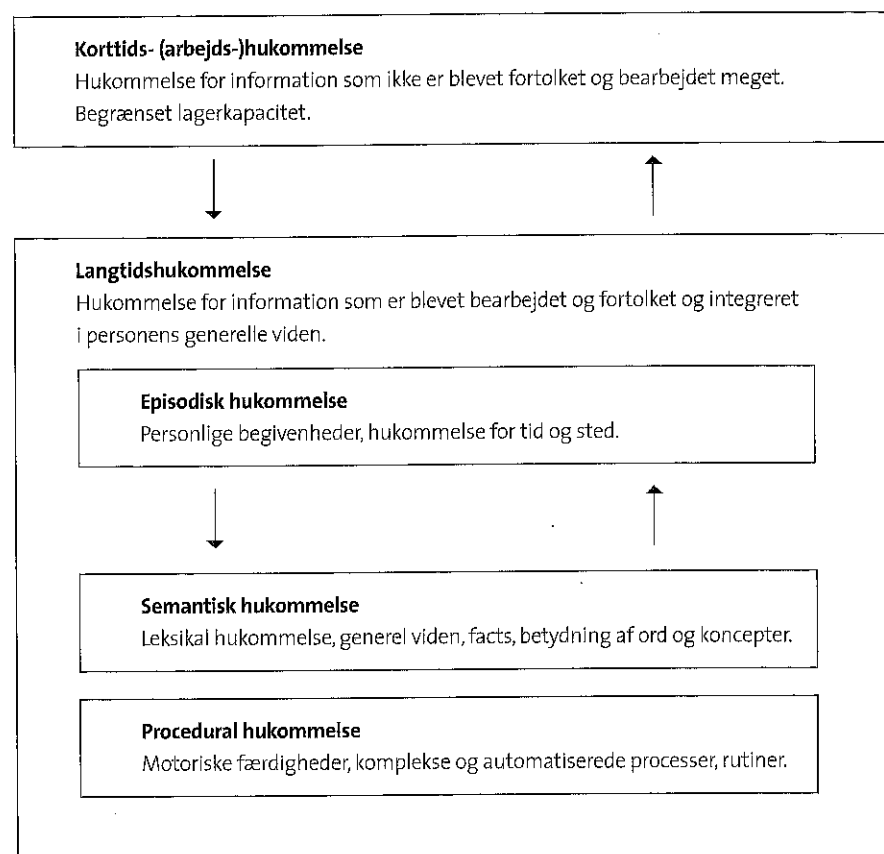 Korttids- (arbejds-)hukommelse
Hukommelse for information som ikke er blevet fortolket og bearbejdet meget.
Begrænset lagerkapacitet.
Langtidshukommelse
Hukommelse for information som er blevet bearbejdet og fortolket og integreret
i personens generelle viden.
Episodisk hukommelse
Personlige begivenheder, hukommelse for tid og sted.
Semantisk hukommelse
Leksikal hukommelse, generel viden, facts, betydning af ord og koncepter.
Procedural hukommelse
Motoriske færdigheder, komplekse og automatiserede processer, rutiner.